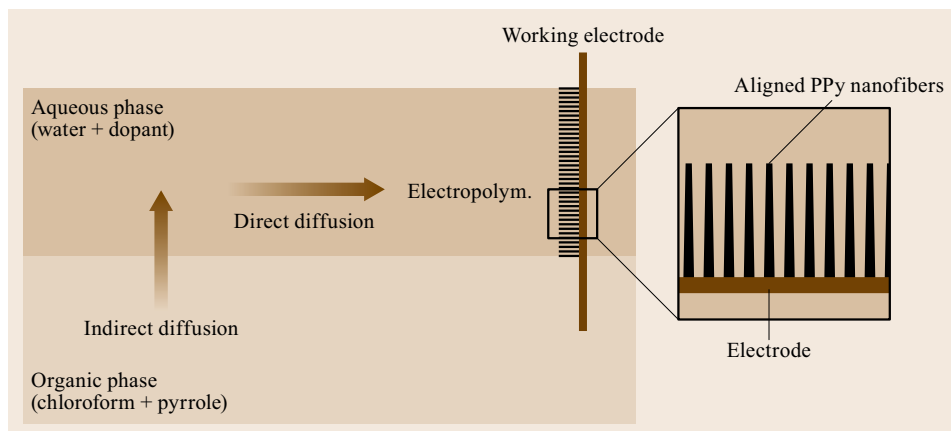 Working electrode
Aligned PPy nanofibers
Aqueous phase
(water + dopant)
Electropolym.
Direct diffusion
Indirect diffusion
Electrode
Organic phase
(chloroform + pyrrole)